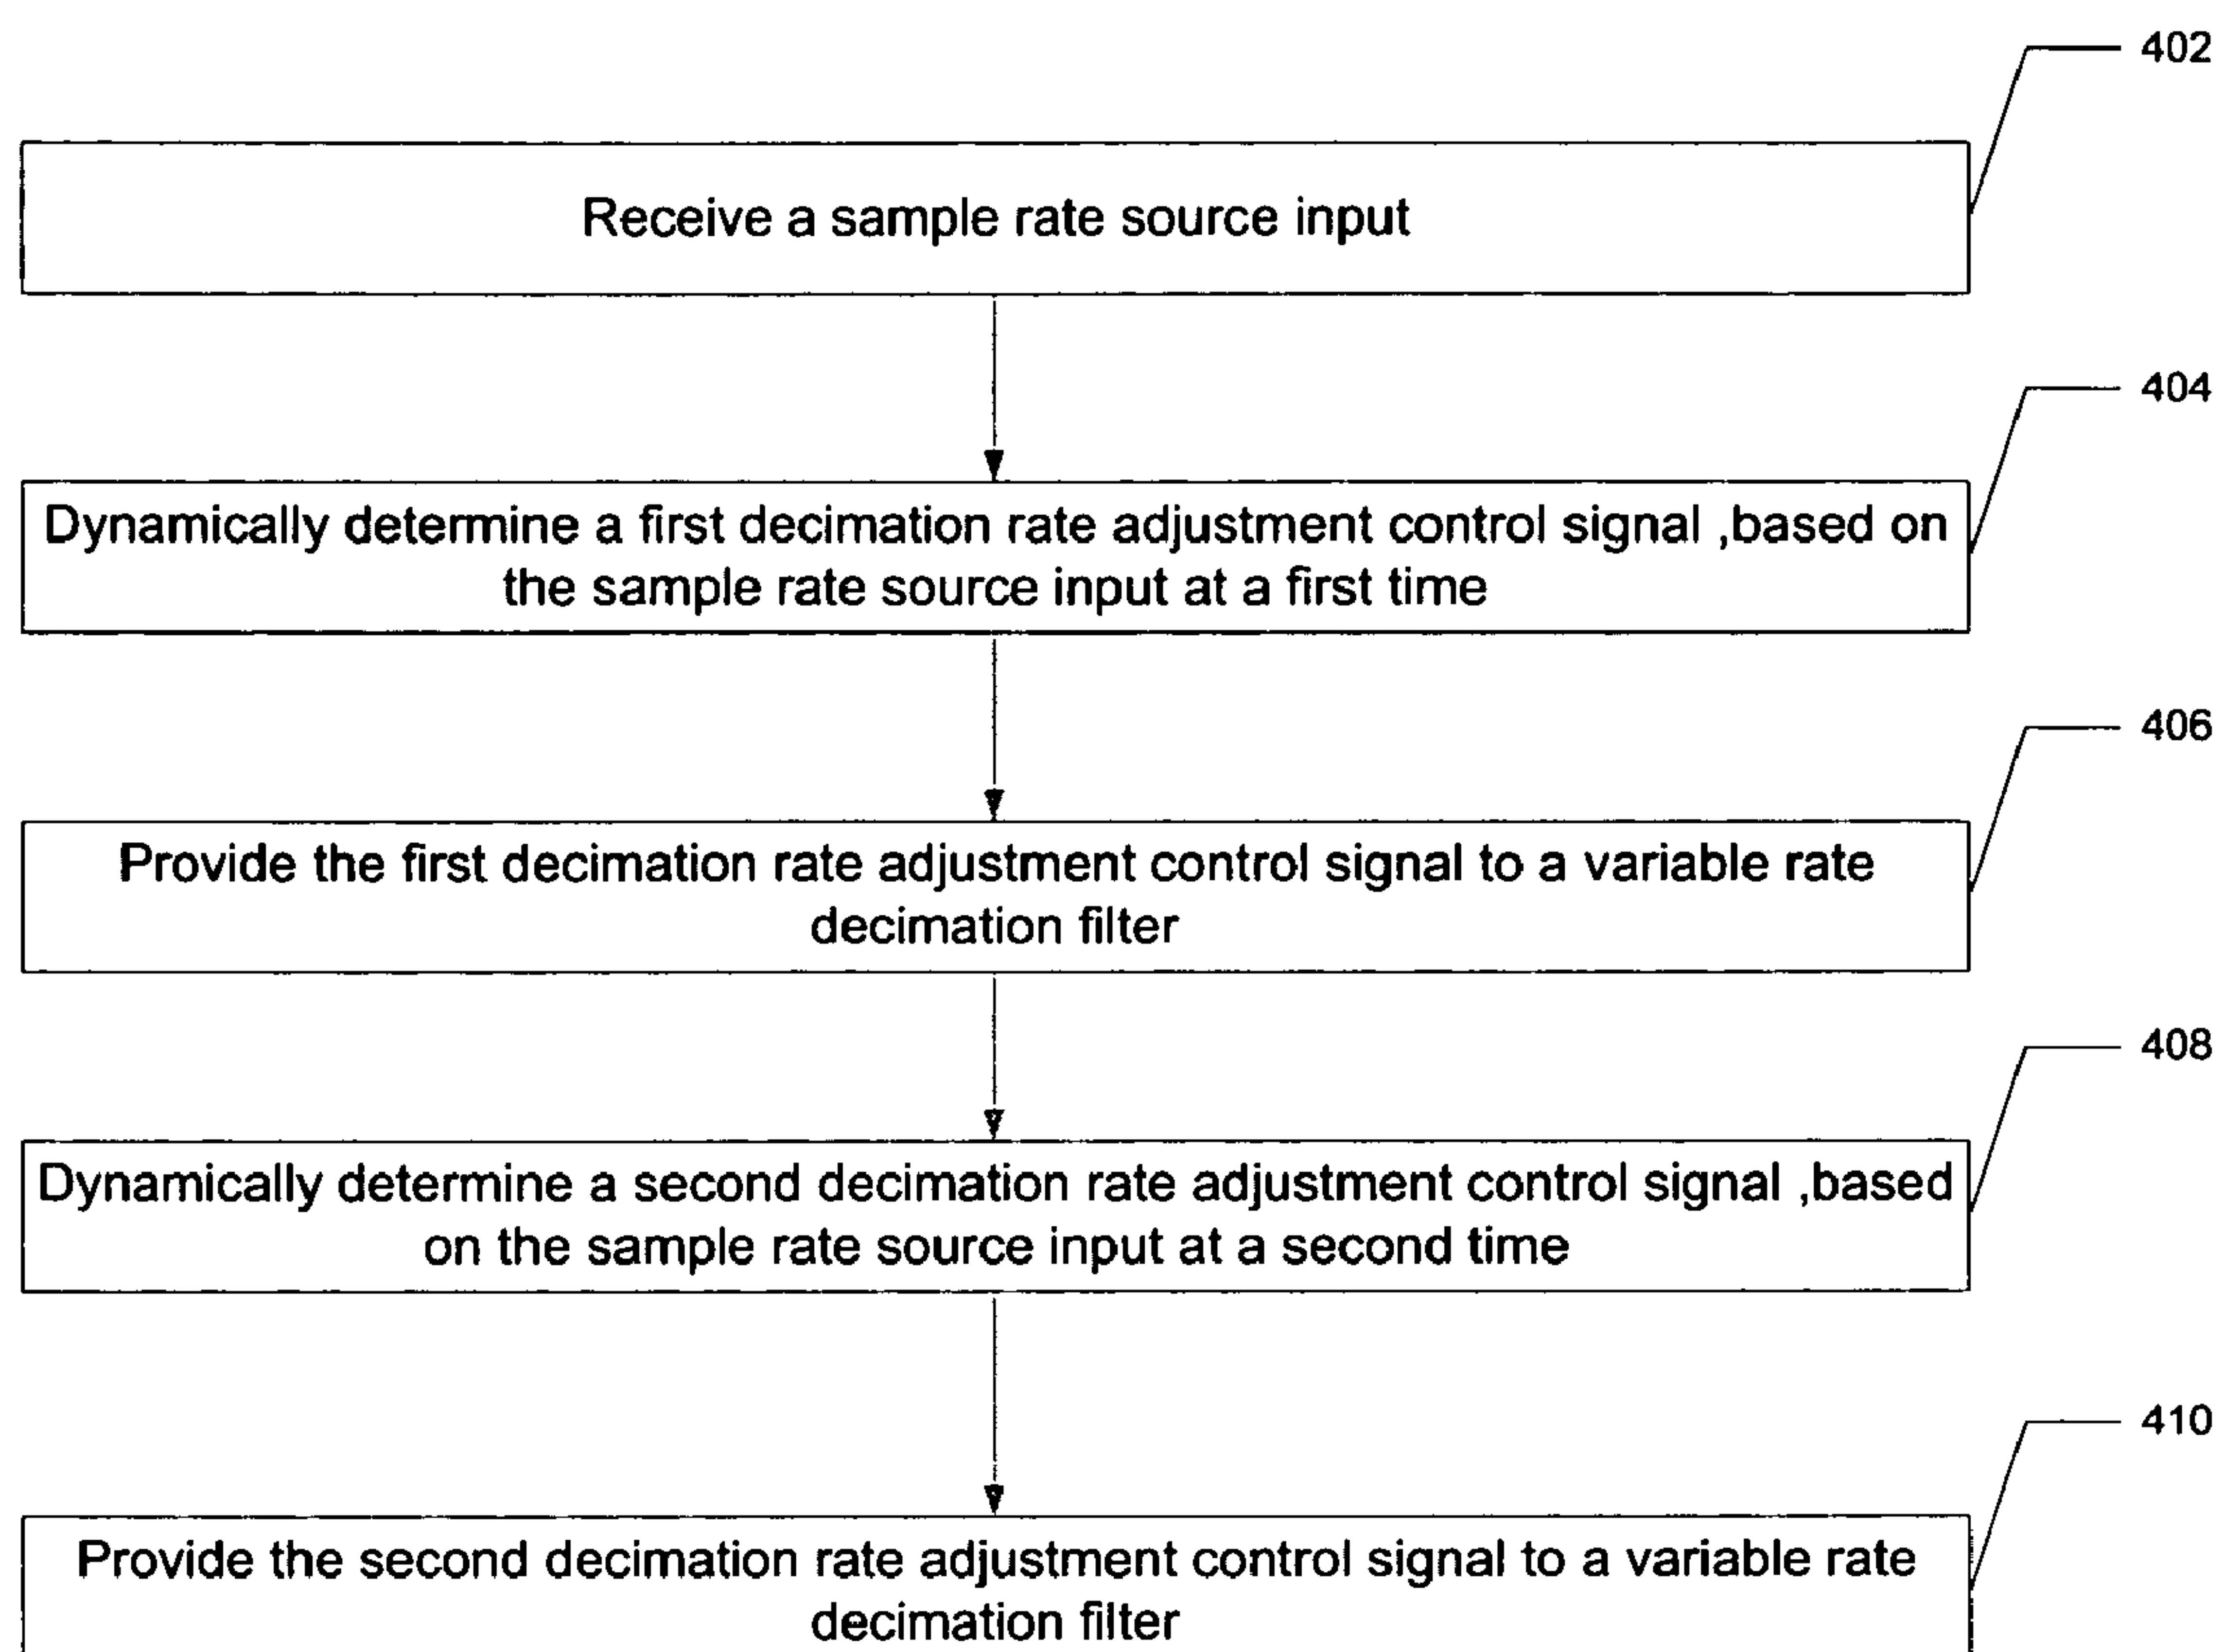 402
Receive a sample rate source input
404
Dynamically determine a first decimation rate adjustment control signal ,based on
the sample rate source input at a first time
406
Provide the first decimation rate adjustment control signal to a variable rate
decimation filter
408
Dynamically determine a second decimation rate adjustment control signal ,based
on the sample rate source input at a second time
410
Provide the second decimation rate adjustment control signal to a variable rate
decimation filter